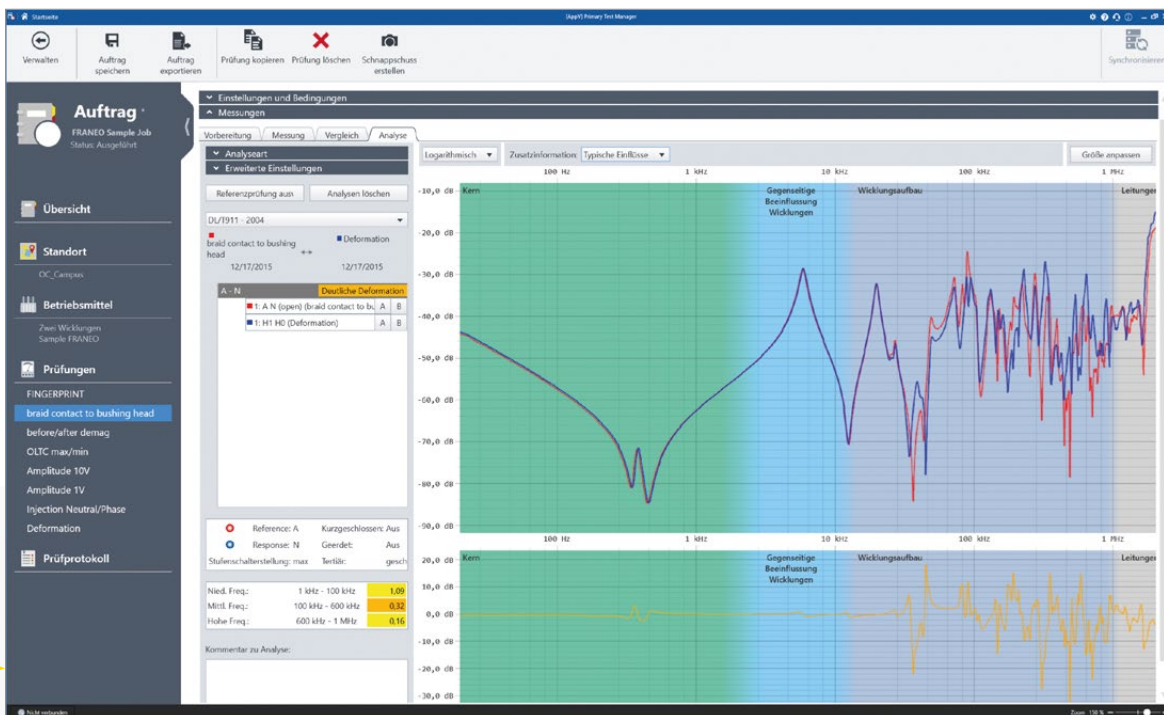 Startseite
[AppV] Primary Test Manager
Verwalten
Auftrag speichern
Auftrag exportieren
Prüfung kopieren
Prüfung löschen
Schnappschuss erstellen
Synchronisieren
Auftrag *
FRANEO Sample Job
Status: Ausgeführt
Übersicht
Standort
OC_Campus
Betriebsmittel
Zwei Wicklungen
Sample FRANEO
Prüfungen
FINGERPRINT
braid contact to bushing head
before/after demag
OLTC max/min
Amplitude 10V
Amplitude 1V
Injection Neutral/Phase
Deformation
Prüfprotokoll
Einstellungen und Bedingungen
Messungen
Vorbereitung
Messung
Vergleich
Analyse
Analyseart
Erweiterte Einstellungen
Referenzprüfung ausw
Analysen löschen
DL/T911 - 2004
braid contact to bushing head
↔
Deformation
12/17/2015
12/17/2015
A - N
Deutliche Deformation
1: A N (open) (braid contact to bu
A B
1: H1 H0 (Deformation)
A B
Reference: A
Kurzgeschlossen: Aus
Response: N
Geerdet: Aus
Stufenschalterstellung: max
Tertiär: gesch
Nied. Freq.: 1 kHz - 100 kHz 1,09
Mittl. Freq.: 100 kHz - 600 kHz 0,32
Hohe Freq.: 600 kHz - 1 MHz 0,16
Kommentar zu Analyse:
Logarithmisch
Zusatzinformation: Typische Einflüsse
Größe anpassen
100 Hz
1 kHz
10 kHz
100 kHz
1 MHz
Kern
Gegenseitige Beeinflussung Wicklungen
Wicklungsaufbau
Leitungen
-10,0 dB
-20,0 dB
-30,0 dB
-40,0 dB
-50,0 dB
-60,0 dB
-70,0 dB
-80,0 dB
-90,0 dB
100 Hz
1 kHz
10 kHz
100 kHz
1 MHz
Kern
Gegenseitige Beeinflussung Wicklungen
Wicklungsaufbau
Leitungen
20,0 dB
10,0 dB
0,0 dB
-10,0 dB
-20,0 dB
-30,0 dB
Nicht verbunden
Zoom 150 %